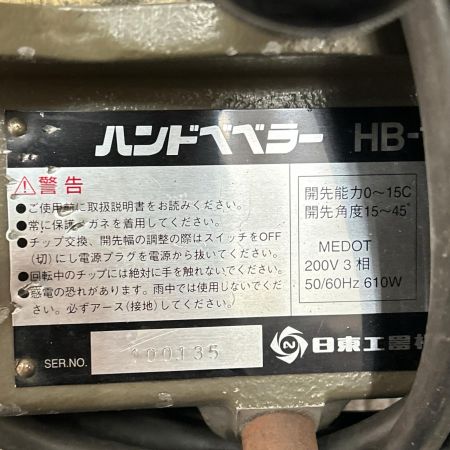 ハンドベベラー HB-
⚠警告
●ご使用前に取扱説明書をお読みください。
●常に保護メガネを着用してください。
●チップ交換、開先幅の調整の際はスイッチをOFF
(切)にし電源プラグを電源から抜いてください。
●回転中のチップには絶対に手を触れないでください。
●感電の恐れがあります。雨中では使用しないでくだ
さい。必ずアース(接地)してください。
開先能力0～15C
開先角度15～45°
MEDOT
200V 3相
50/60Hz 610W
SER.NO. 100135
日東工器